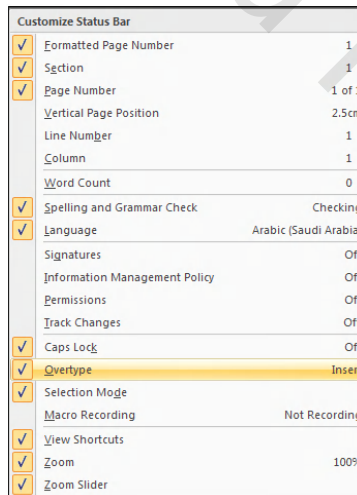 Customize Status Bar
Formatted Page Number 1
Section 1
Page Number 1 of
Vertical Page Position 2.5cm
Line Number 1
Column 1
Word Count 0
Spelling and Grammar Check Checking
Language Arabic (Saudi Arabia
Signatures Of
Information Management Policy Of
Permissions Of
Track Changes Of
Caps Lock Of
Overtype Inser
Selection Mode
Macro Recording Not Recording
View Shortcuts
Zoom 100%
Zoom Slider